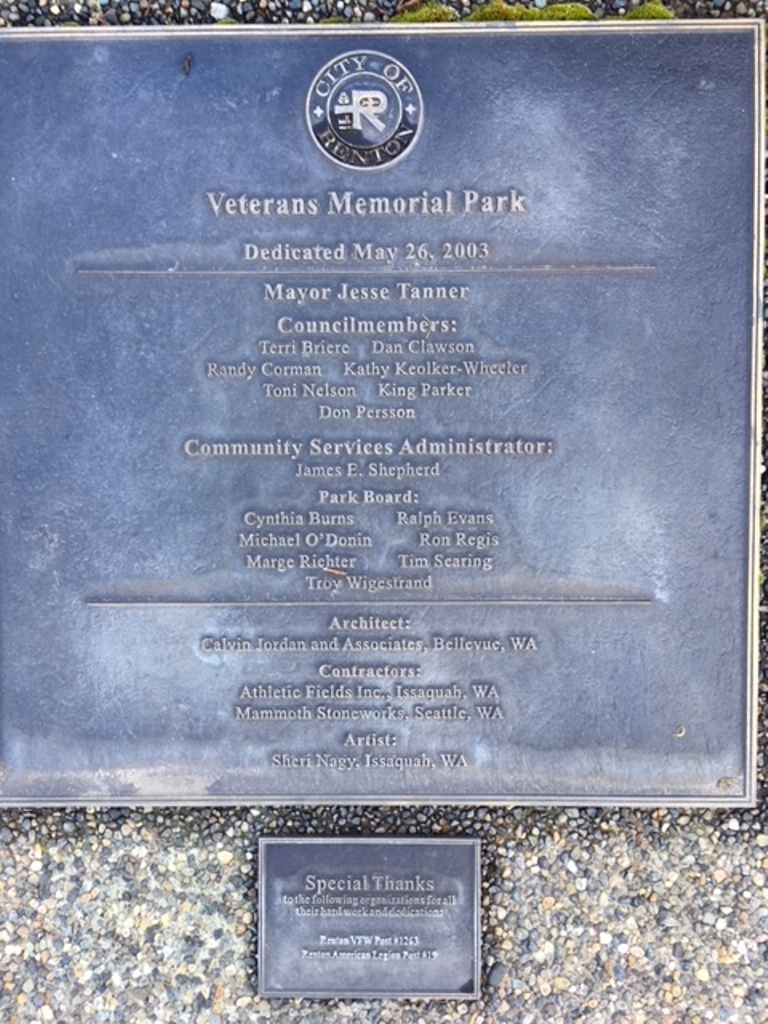 CITY OF RENTON
Veterans Memorial Park
Dedicated May 26, 2003
Mayor Jesse Tanner
Councilmembers:
Terri Briere Dan Clawson
Randy Corman Kathy Keolker-Wheeler
Toni Nelson King Parker
Don Persson
Community Services Administrator:
James E. Shepherd
Park Board:
Cynthia Burns Ralph Evans
Michael O'Donin Ron Regis
Marge Richter Tim Searing
Troy Wigestrand
Architect:
Calvin Jordan and Associates, Bellevue, WA
Contractors:
Athletic Fields Inc., Issaquah, WA
Mammoth Stoneworks, Seattle, WA
Artist:
Sheri Nagy, Issaquah, WA
Special Thanks
to the following organizations for all
their hard work and dedications
Renton VFW Post #1263
Renton American Legion Post #19